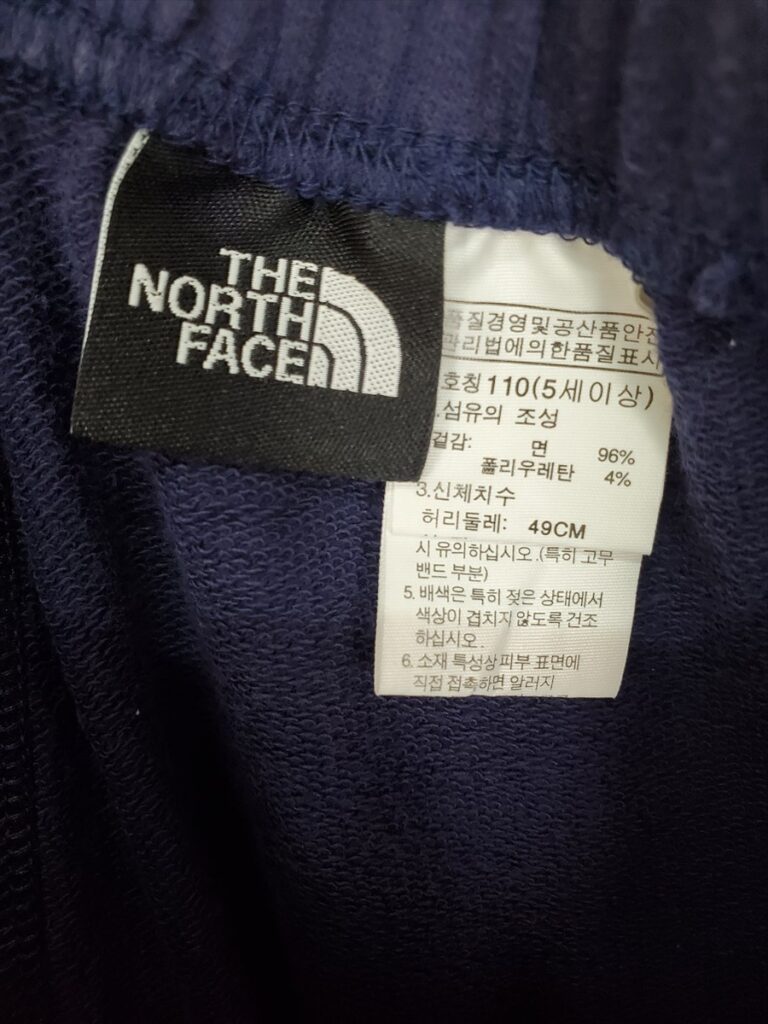 THE
NORTH
FACE
품질경영및공산품안전
관리법에의한품질표시
호칭 110(5세이상)
.섬유의 조성
겉감: 면 96%
폴리우레탄 4%
3.신체치수
허리둘레: 49CM
시 유의하십시오.(특히 고무
밴드 부분)
5. 배색은 특히 젖은 상태에서
색상이 겹치지 않도록 건조
하십시오.
6. 소재 특성상 피부 표면에
직접 접촉하면 알러지